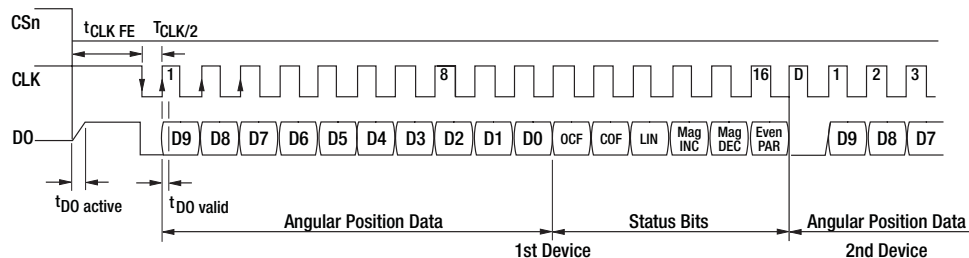 CSn
tCLK FE TCLK/2
CLK 1 8 16 D 1 2 3
DO D9 D8 D7 D6 D5 D4 D3 D2 D1 D0 OCF COF LIN Mag INC Mag DEC Even PAR D9 D8 D7
tDO active tDO valid
Angular Position Data Status Bits Angular Position Data
1st Device 2nd Device